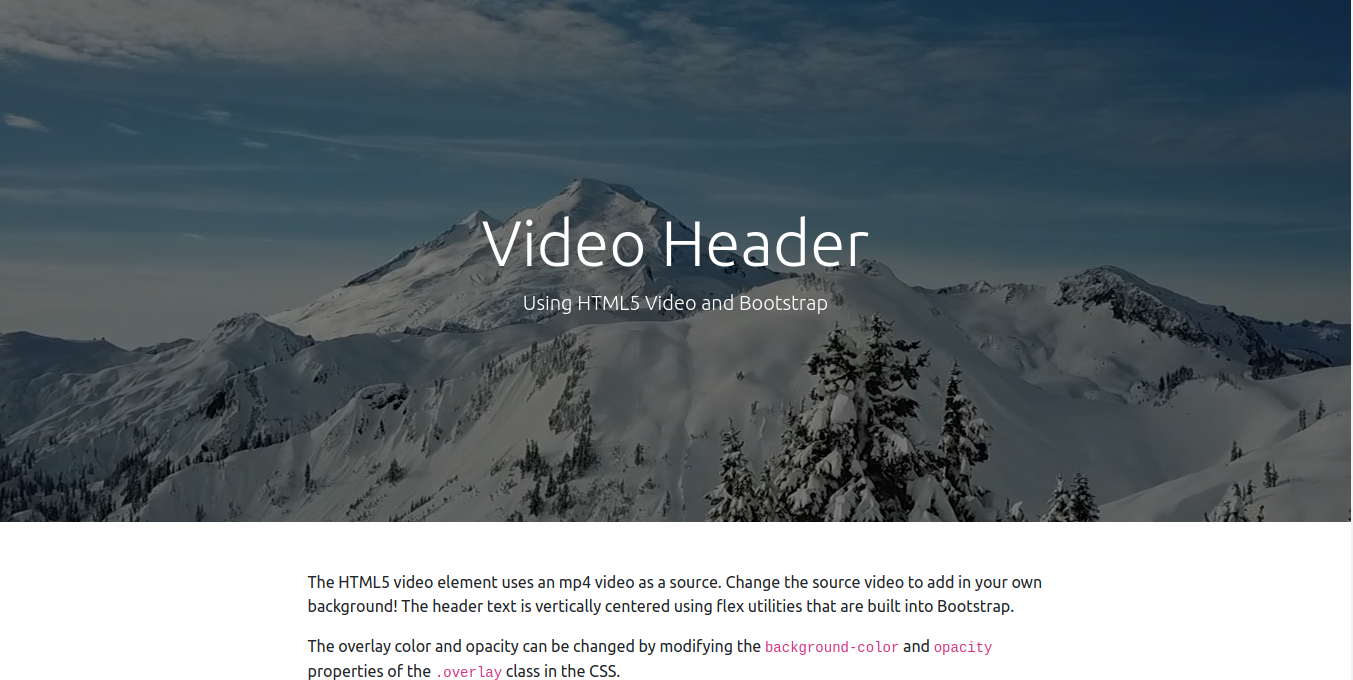 Video Header
Using HTML5 Video and Bootstrap
The HTML5 video element uses an mp4 video as a source. Change the source video to add in your own
background! The header text is vertically centered using flex utilities that are built into Bootstrap.
The overlay color and opacity can be changed by modifying the background-color and opacity
properties of the .overlay class in the CSS.